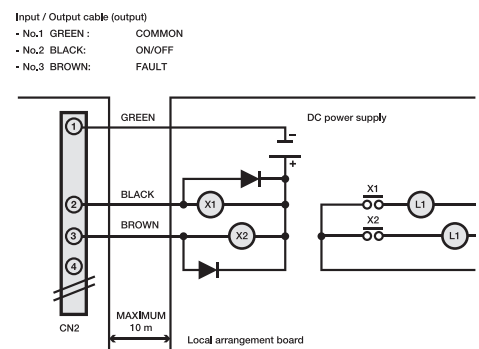 Input / Output cable (output)
- No.1 GREEN : COMMON
- No.2 BLACK: ON/OFF
- No.3 BROWN: FAULT
GREEN
DC power supply
1
−
+
BLACK
X1
L1
2
X1
BROWN
X2
L1
3
X2
4
CN2
MAXIMUM
10 m
Local arrangement board